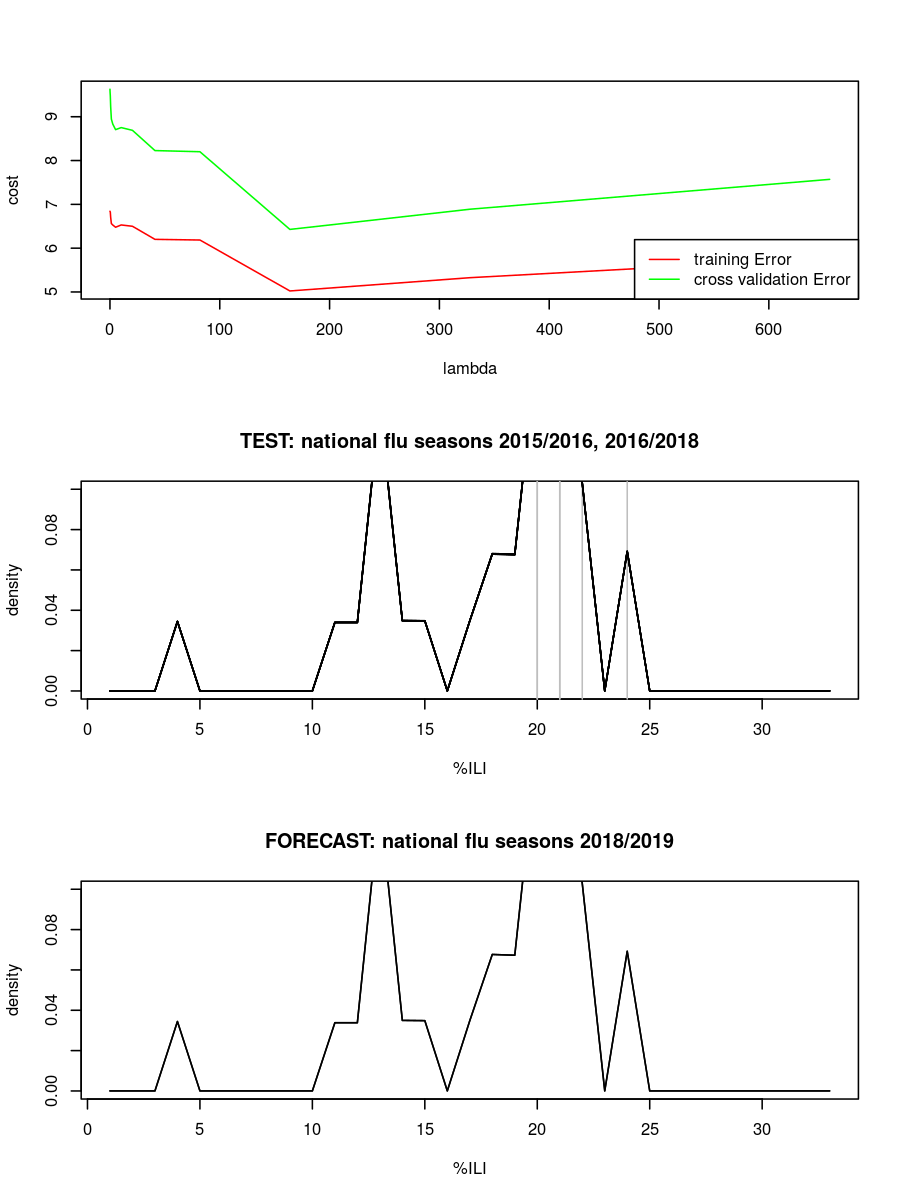 9
8
7
6
5
cost
training Error
cross validation Error
0 100 200 300 400 500 600
lambda
TEST: national flu seasons 2015/2016, 2016/2018
0.08
0.04
0.00
density
0 5 10 15 20 25 30
%ILI
FORECAST: national flu seasons 2018/2019
0.08
0.04
0.00
density
0 5 10 15 20 25 30
%ILI